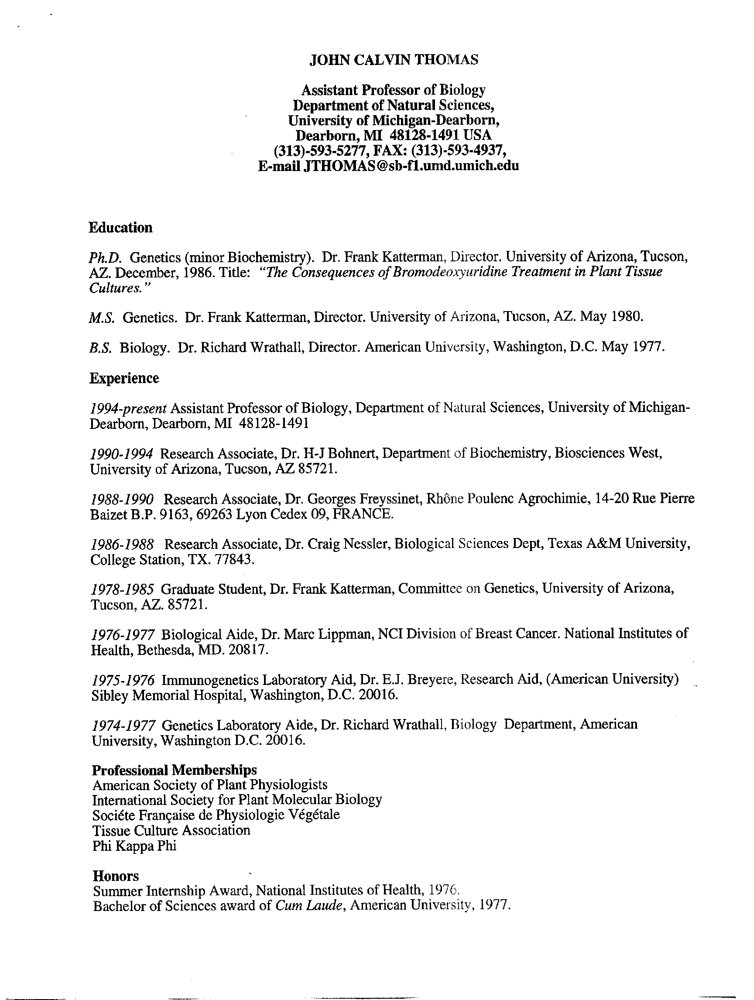 JOHN CALVIN THOMAS
Assistant Professor of Biology
Department of Natural Sciences,
University of Michigan-Dearborn,
Dearborn, MI 48128-1491 USA
(313)-593-5277, FAX: (313)-593-4937,
E-mail JTHOMAS@sb-f1.umd.umich.edu
Education
Ph.D. Genetics (minor Biochemistry). Dr. Frank Katterman, Director. University of Arizona, Tucson,
AZ. December, 1986. Title: "The Consequences of Bromodeoxyuridine Treatment in Plant Tissue
Cultures."
M.S. Genetics. Dr. Frank Katterman, Director. University of Arizona, Tucson, AZ. May 1980.
B.S. Biology. Dr. Richard Wrathall, Director. American University, Washington, D.C. May 1977.
Experience
1994-present Assistant Professor of Biology, Department of Natural Sciences, University of Michigan-
Dearborn, Dearborn, MI 48128-1491
1990-1994 Research Associate, Dr. H-J Bohnert, Department of Biochemistry, Biosciences West,
University of Arizona, Tucson, AZ 85721.
1988-1990 Research Associate, Dr. Georges Freyssinet, Rhône Poulenc Agrochimie, 14-20 Rue Pierre
Baizet B.P. 9163, 69263 Lyon Cedex 09, FRANCE.
1986-1988 Research Associate, Dr. Craig Nessler, Biological Sciences Dept, Texas A&M University,
College Station, TX. 77843.
1978-1985 Graduate Student, Dr. Frank Katterman, Committee on Genetics, University of Arizona,
Tucson, AZ. 85721.
1976-1977 Biological Aide, Dr. Marc Lippman, NCI Division of Breast Cancer. National Institutes of
Health, Bethesda, MD. 20817.
1975-1976 Immunogenetics Laboratory Aid, Dr. E.J. Breyere, Research Aid, (American University)
Sibley Memorial Hospital, Washington, D.C. 20016.
1974-1977 Genetics Laboratory Aide, Dr. Richard Wrathall, Biology Department, American
University, Washington D.C. 20016.
Professional Memberships
American Society of Plant Physiologists
International Society for Plant Molecular Biology
Sociéte Française de Physiologie Végétale
Tissue Culture Association
Phi Kappa Phi
Honors
Summer Internship Award, National Institutes of Health, 1976.
Bachelor of Sciences award of Cum Laude, American University, 1977.